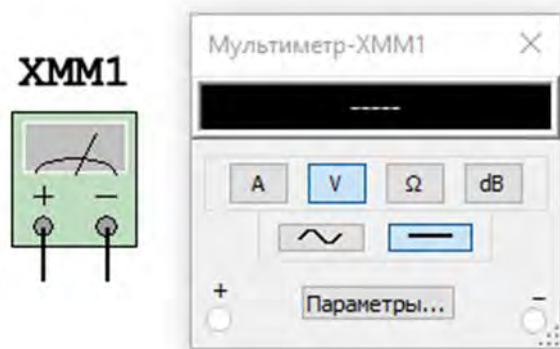 XMM1
+ −
Мультиметр-XMM1
-----
A V Ω dB
+ −
Параметры...